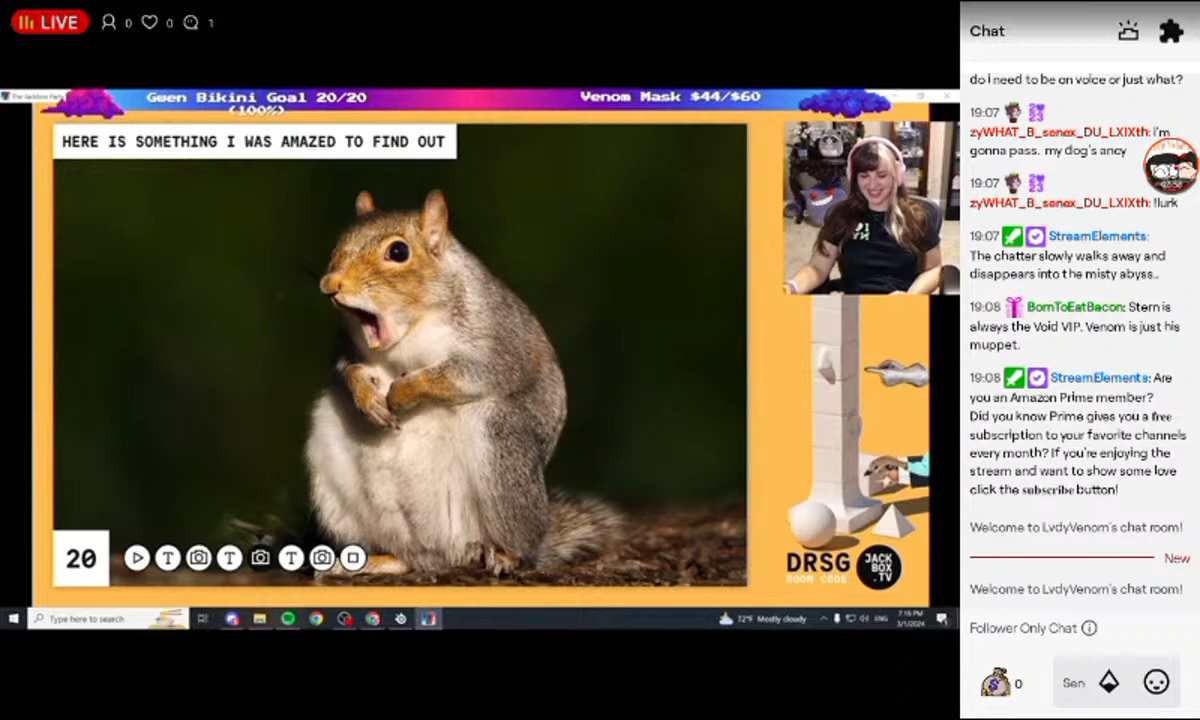 LIVE 0 0 1
Gwen Bikini Goal 20/20
(100%)
Venom Mask $44/$60
HERE IS SOMETHING I WAS AMAZED TO FIND OUT
20
T T T
DRSG
ROOM CODE
JACK
BOX
.TV
Type here to search
72°F Mostly cloudy
ENG
7:16 PM
3/1/2024
Chat
do i need to be on voice or just what?
19:07
zyWHAT_B_senex_DU_LXIXth: i'm
gonna pass. my dog's ancy
19:07
zyWHAT_B_senex_DU_LXIXth: !lurk
19:07 StreamElements:
The chatter slowly walks away and
disappears into the misty abyss..
19:08 BornToEatBacon: Stern is
always the Void VIP. Venom is just his
muppet.
19:08 StreamElements: Are
you an Amazon Prime member?
Did you know Prime gives you a free
subscription to your favorite channels
every month? If you're enjoying the
stream and want to show some love
click the subscribe button!
Welcome to LvdyVenom's chat room!
New
Welcome to LvdyVenom's chat room!
Follower Only Chat
0
Sen